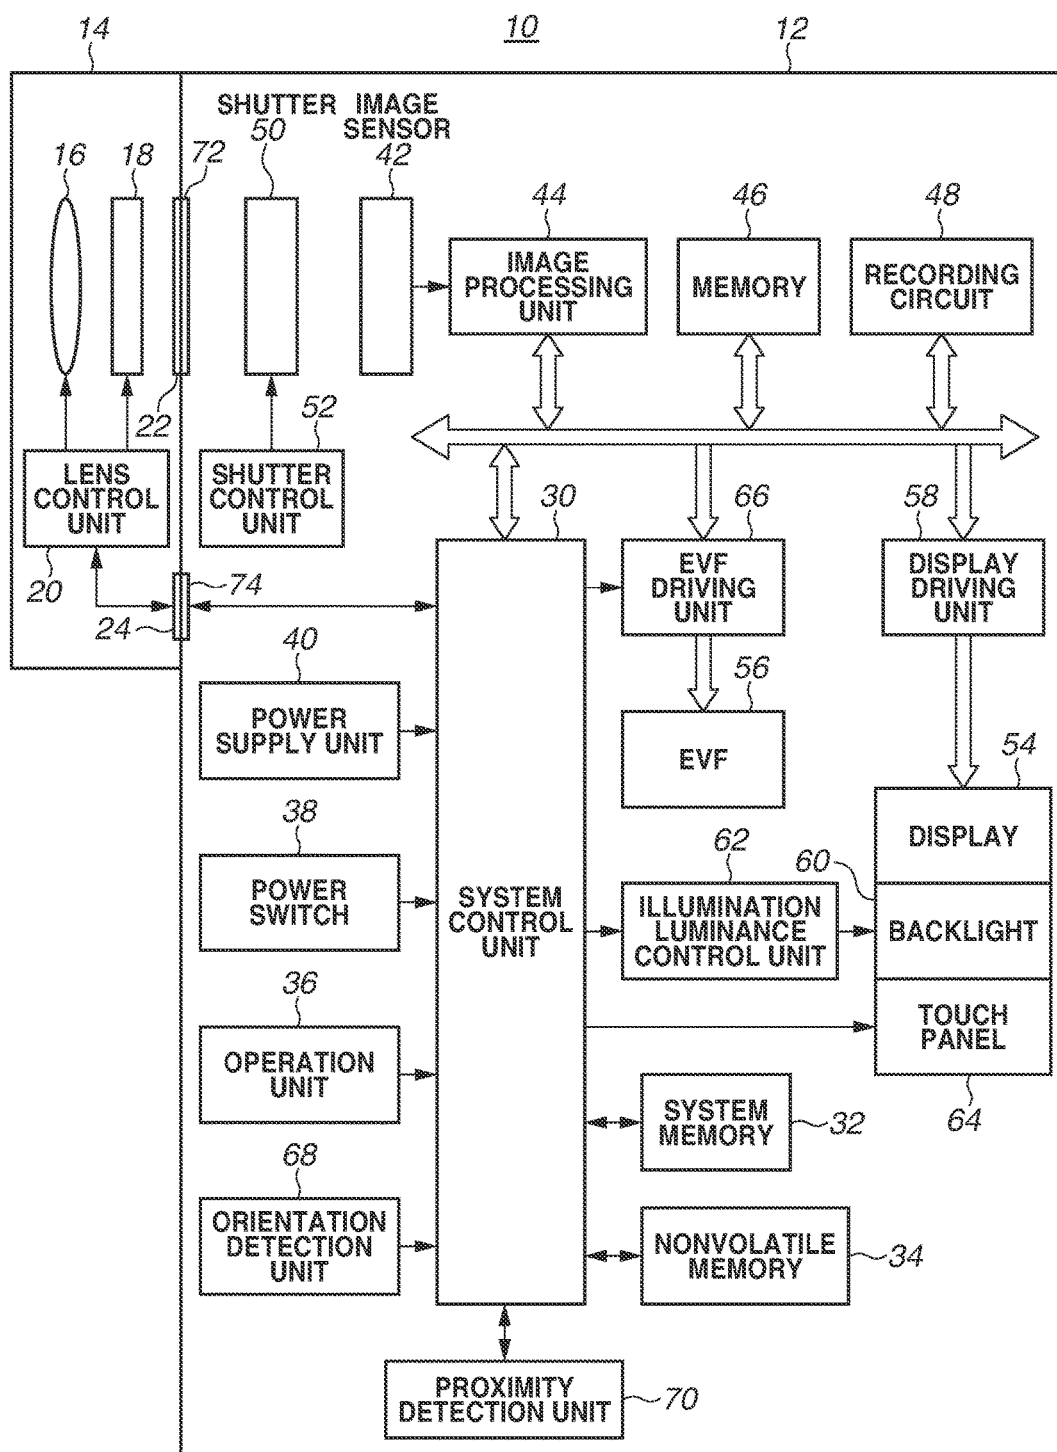 14
10
12
SHUTTER
50
IMAGE
SENSOR
42
16
18
72
44
46
48
IMAGE
PROCESSING
UNIT
MEMORY
RECORDING
CIRCUIT
22
52
LENS
CONTROL
UNIT
SHUTTER
CONTROL
UNIT
30
66
58
20
24
74
EVF
DRIVING
UNIT
DISPLAY
DRIVING
UNIT
40
56
POWER
SUPPLY UNIT
EVF
54
DISPLAY
38
62
60
POWER
SWITCH
SYSTEM
CONTROL
UNIT
ILLUMINATION
LUMINANCE
CONTROL UNIT
BACKLIGHT
36
TOUCH
PANEL
OPERATION
UNIT
SYSTEM
MEMORY
32
64
68
ORIENTATION
DETECTION
UNIT
NONVOLATILE
MEMORY
34
PROXIMITY
DETECTION UNIT
70